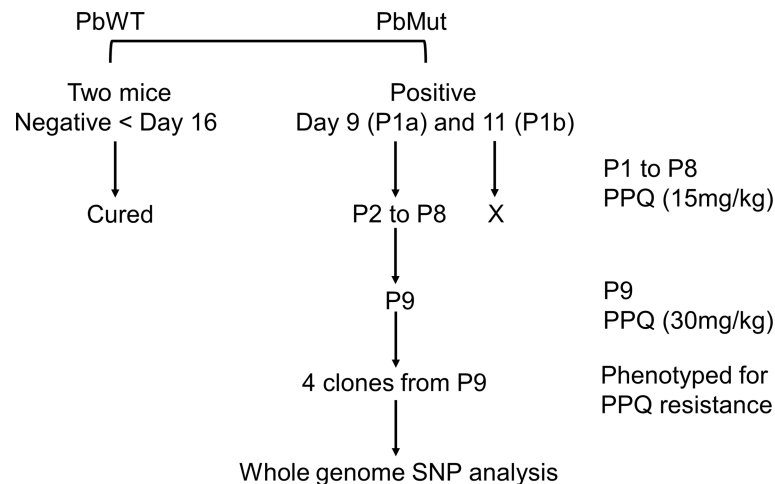 PbWT
PbMut
Two mice
Negative < Day 16
Positive
Day 9 (P1a) and 11 (P1b)
P1 to P8
PPQ (15mg/kg)
Cured
P2 to P8
X
P9
P9
PPQ (30mg/kg)
4 clones from P9
Phenotyped for
PPQ resistance
Whole genome SNP analysis